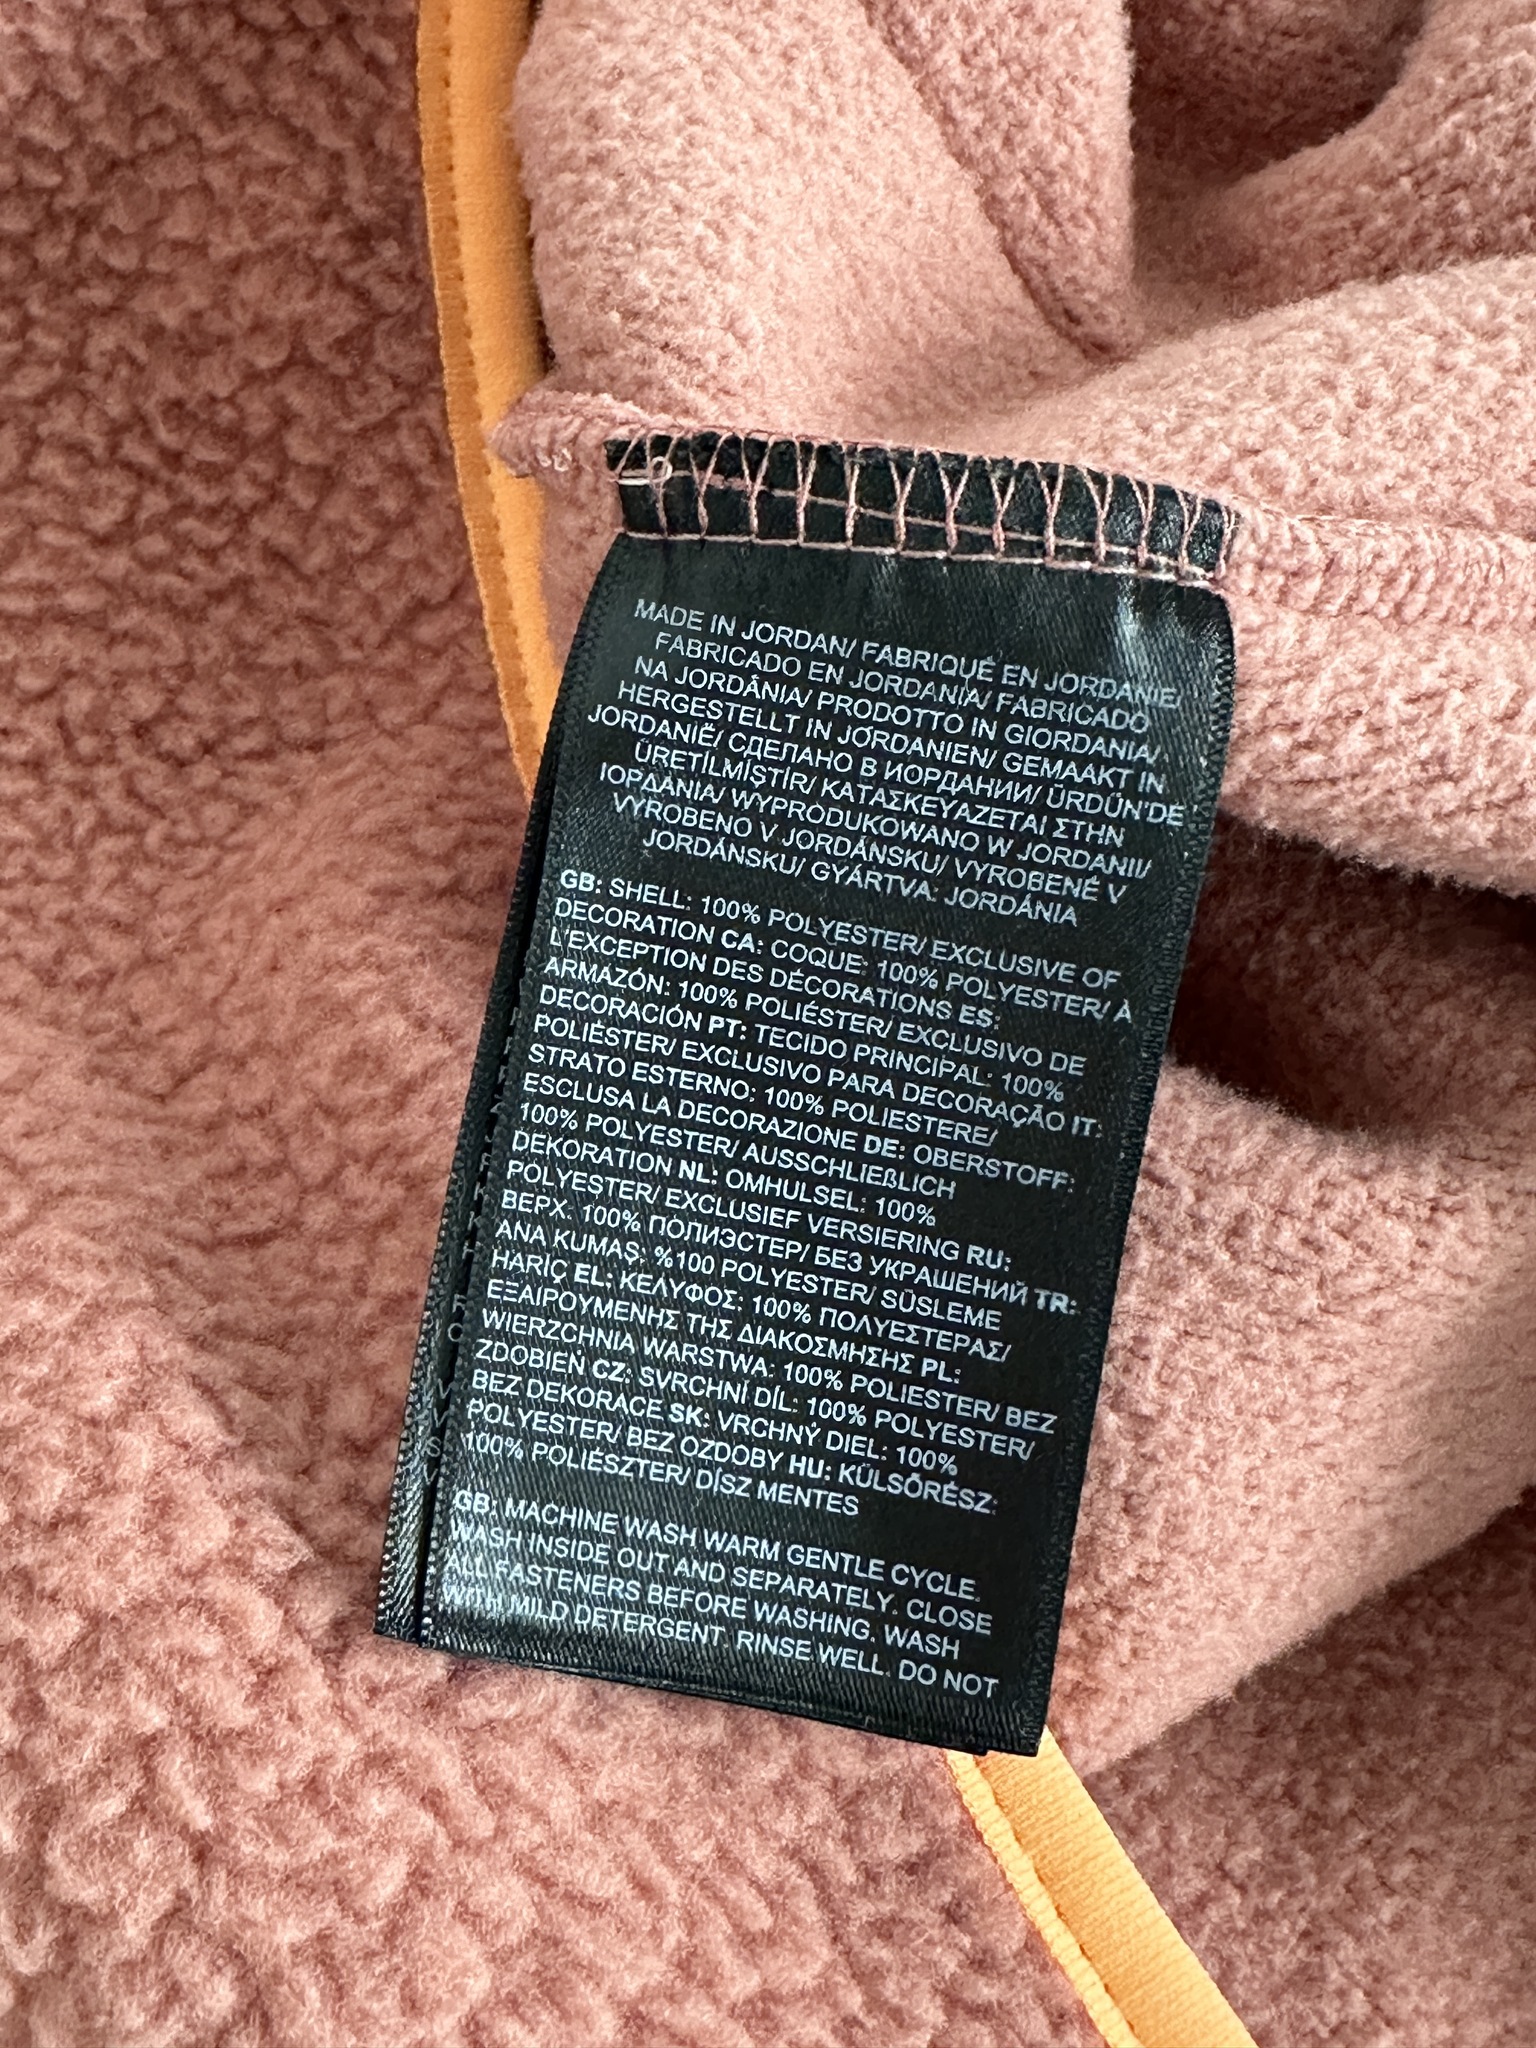 MADE IN JORDAN/ FABRIQUÉ EN JORDANIE/
FABRICADO EN JORDANIA/ FABRICADO
NA JORDÂNIA/ PRODOTTO IN GIORDANIA/
HERGESTELLT IN JORDANIEN/ GEMAAKT IN
JORDANIË/ СДЕЛАНО В ИОРДАНИИ/ ÜRDÜN'DE
ÜRETİLMİSTİR/ ΚΑΤΑΣΚΕΥΑΖΕΤΑΙ ΣΤΗΝ
ΙΟΡΔΑΝΙΑ/ WYPRODUKOWANO W JORDANII/
VYROBENO V JORDÁNSKU/ VYROBENÉ V
JORDÁNSKU/ GYÁRTVA: JORDÁNIA
GB: SHELL: 100% POLYESTER/ EXCLUSIVE OF
DECORATION CA: COQUE: 100% POLYESTER/ À
L'EXCEPTION DES DÉCORATIONS ES:
ARMAZÓN: 100% POLIÉSTER/ EXCLUSIVO DE
DECORACIÓN PT: TECIDO PRINCIPAL: 100%
POLIÉSTER/ EXCLUSIVO PARA DECORAÇÃO IT:
STRATO ESTERNO: 100% POLIESTERE/
ESCLUSA LA DECORAZIONE DE: OBERSTOFF:
100% POLYESTER/ AUSSCHLIEßLICH
DEKORATION NL: OMHULSEL: 100%
POLYESTER/ EXCLUSIEF VERSIERING RU:
ВЕРХ. 100% ПОЛИЭСТЕР/ БЕЗ УКРАШЕНИЙ TR:
ANA KUMAŞ: %100 POLYESTER/ SÜSLEME
HARİÇ EL: ΚΕΛΥΦΟΣ: 100% ΠΟΛΥΕΣΤΕΡΑΣ/
ΕΞΑΙΡΟΥΜΕΝΗΣ ΤΗΣ ΔΙΑΚΟΣΜΗΣΗΣ PL:
WIERZCHNIA WARSTWA: 100% POLIESTER/ BEZ
ZDOBIEN CZ: SVRCHNÍ DÍL: 100% POLYESTER/
BEZ DEKORACE SK: VRCHNÝ DIEL: 100%
POLYESTER/ BEZ OZDOBY HU: KÜLSŐRÉSZ:
100% POLIÉSZTER/ DÍSZ MENTES
GB: MACHINE WASH WARM GENTLE CYCLE.
WASH INSIDE OUT AND SEPARATELY. CLOSE
ALL FASTENERS BEFORE WASHING. WASH
WITH MILD DETERGENT. RINSE WELL. DO NOT